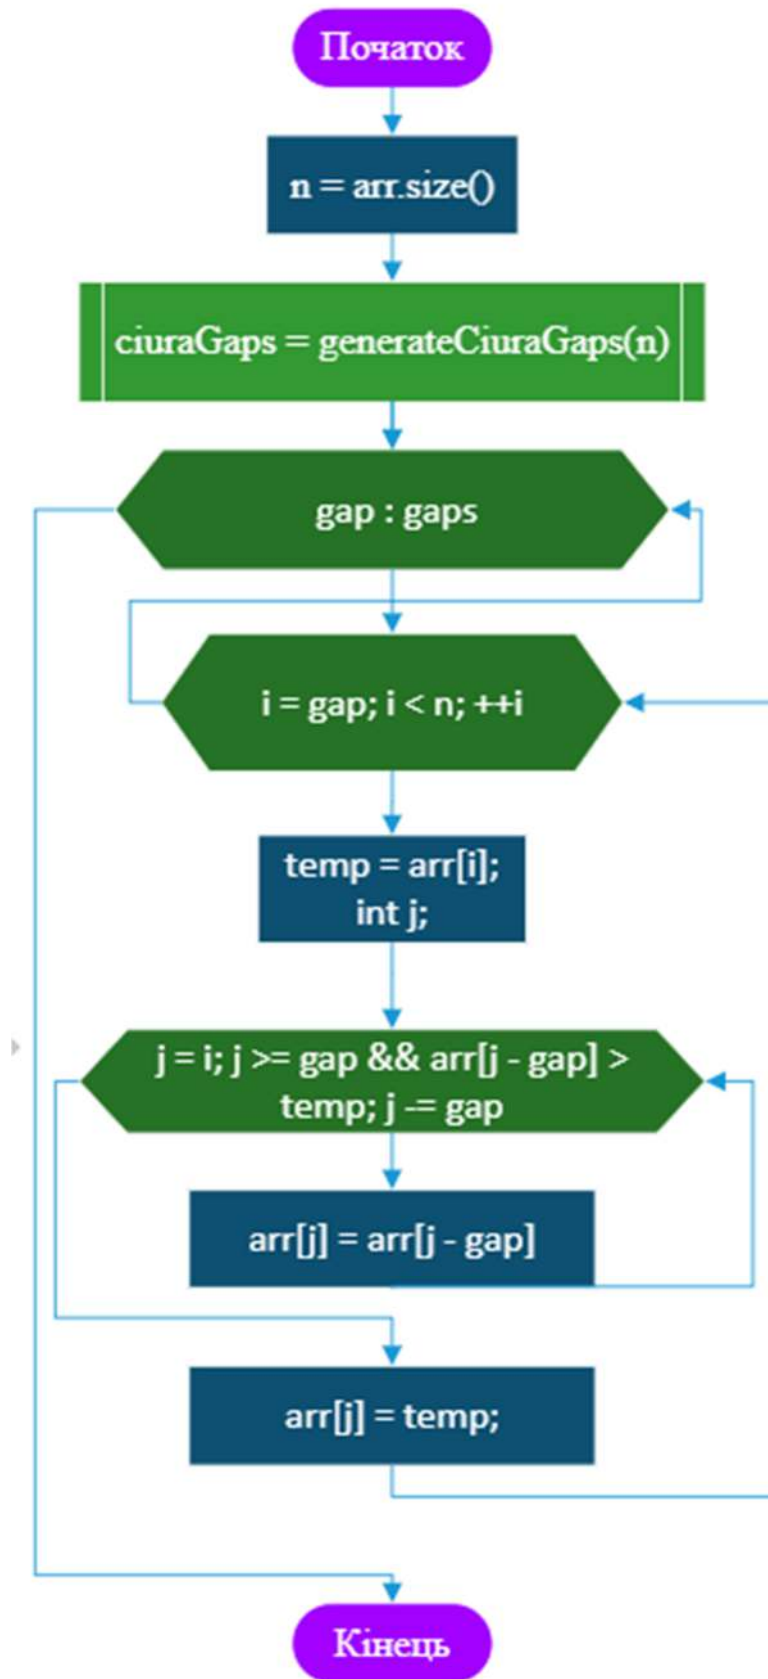 Початок
n = arr.size()
ciuraGaps = generateCiuraGaps(n)
gap : gaps
i = gap; i < n; ++i
temp = arr[i];
int j;
j = i; j >= gap && arr[j - gap] >
temp; j -= gap
arr[j] = arr[j - gap]
arr[j] = temp;
Кінець